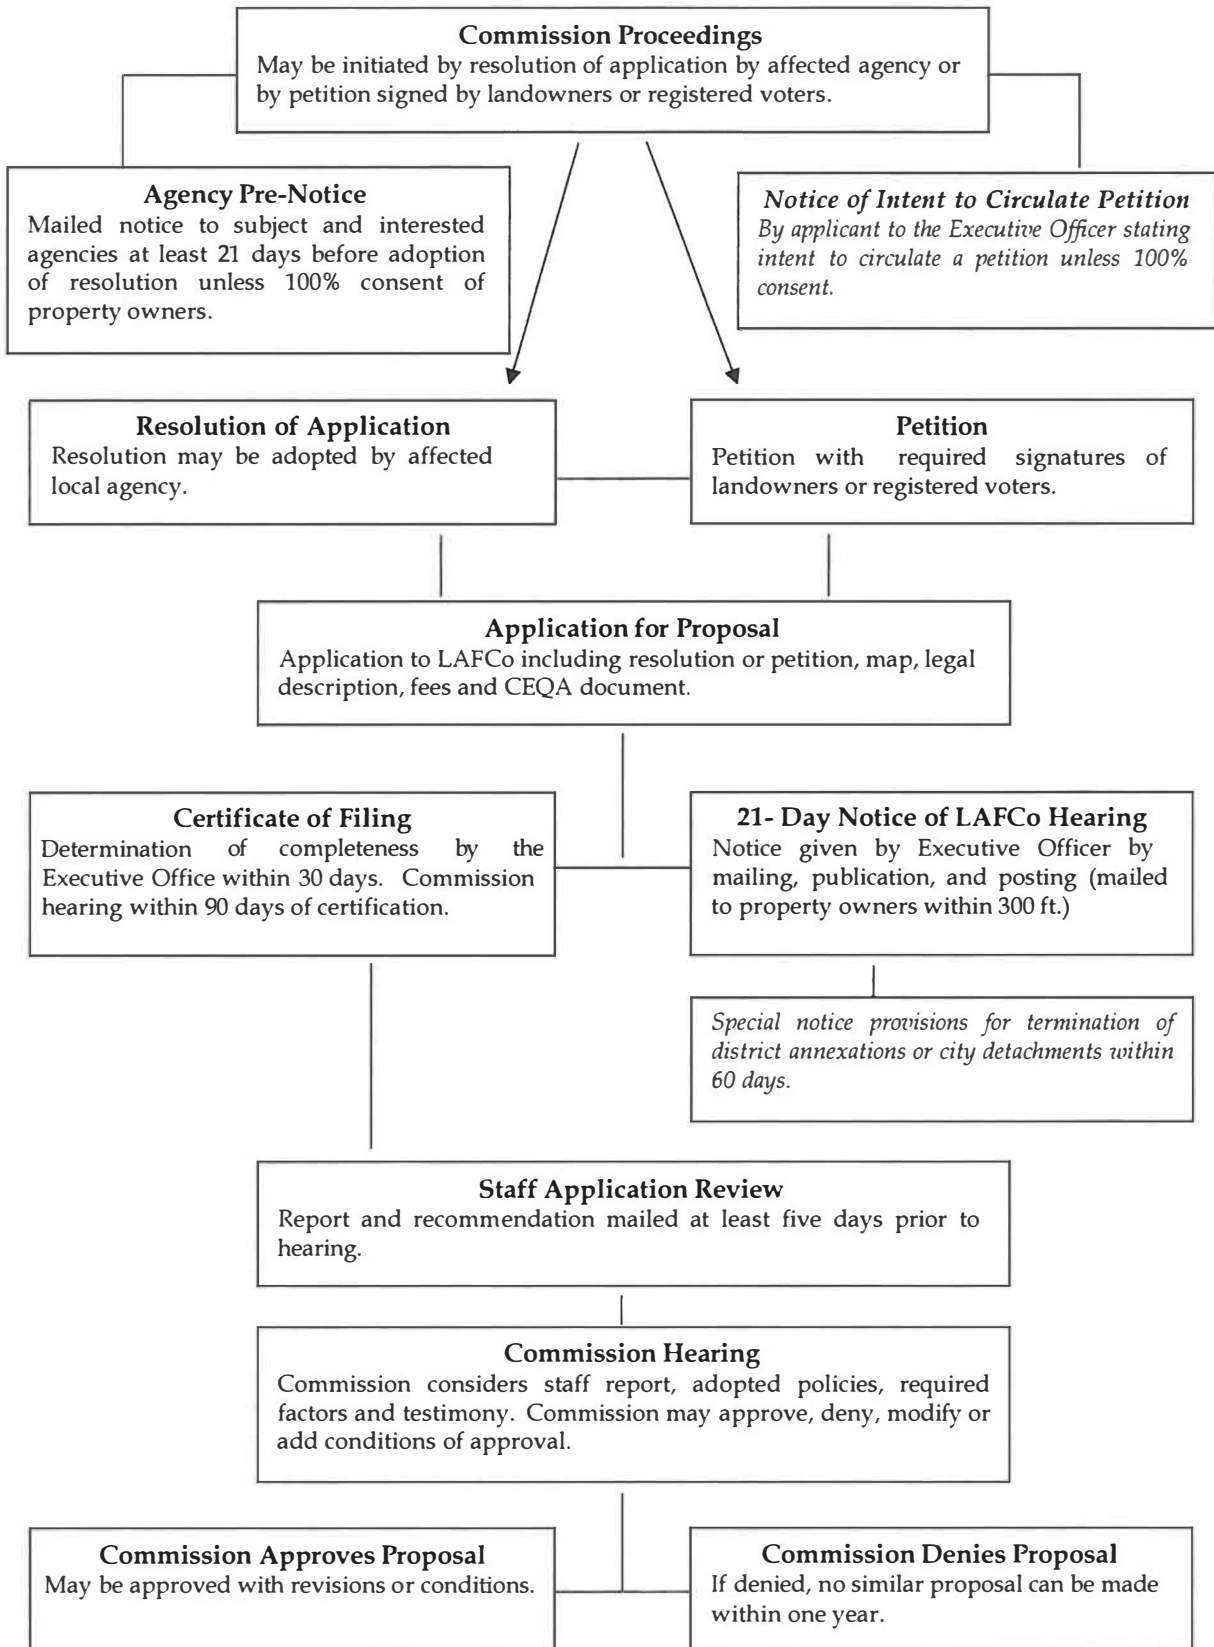 Commission Proceedings
May be initiated by resolution of application by affected agency or
by petition signed by landowners or registered voters.
Agency Pre-Notice
Mailed notice to subject and interested
agencies at least 21 days before adoption
of resolution unless 100% consent of
property owners.
Notice of Intent to Circulate Petition
By applicant to the Executive Officer stating
intent to circulate a petition unless 100%
consent.
Resolution of Application
Resolution may be adopted by affected
local agency.
Petition
Petition with required signatures of
landowners or registered voters.
Application for Proposal
Application to LAFCo including resolution or petition, map, legal
description, fees and CEQA document.
Certificate of Filing
Determination of completeness by the
Executive Office within 30 days. Commission
hearing within 90 days of certification.
21- Day Notice of LAFCo Hearing
Notice given by Executive Officer by
mailing, publication, and posting (mailed
to property owners within 300 ft.)
Special notice provisions for termination of
district annexations or city detachments within
60 days.
Staff Application Review
Report and recommendation mailed at least five days prior to
hearing.
Commission Hearing
Commission considers staff report, adopted policies, required
factors and testimony. Commission may approve, deny, modify or
add conditions of approval.
Commission Approves Proposal
May be approved with revisions or conditions.
Commission Denies Proposal
If denied, no similar proposal can be made
within one year.